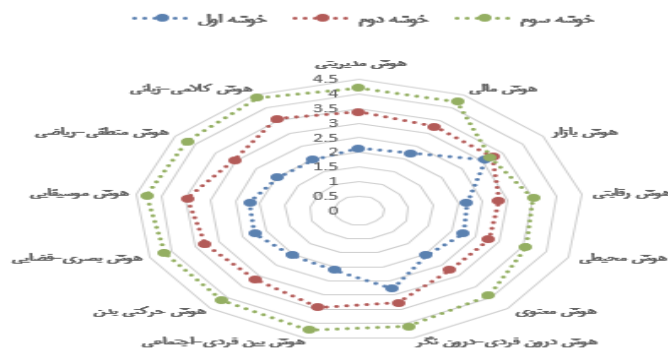 خوشه اول خوشه دوم خوشه سوم
هوش مدیریتی
هوش مالی
هوش بازار
هوش رقابتی
هوش محیطی
هوش معنوی
هوش درون فردی-درون نگر
هوش بین فردی-اجتماعی
هوش حرکتی بدن
هوش بصری-فضایی
هوش موسیقایی
هوش منطقی-ریاضی
هوش کلامی-زبانی
4.5
4
3.5
3
2.5
2
1.5
1
0.5
0